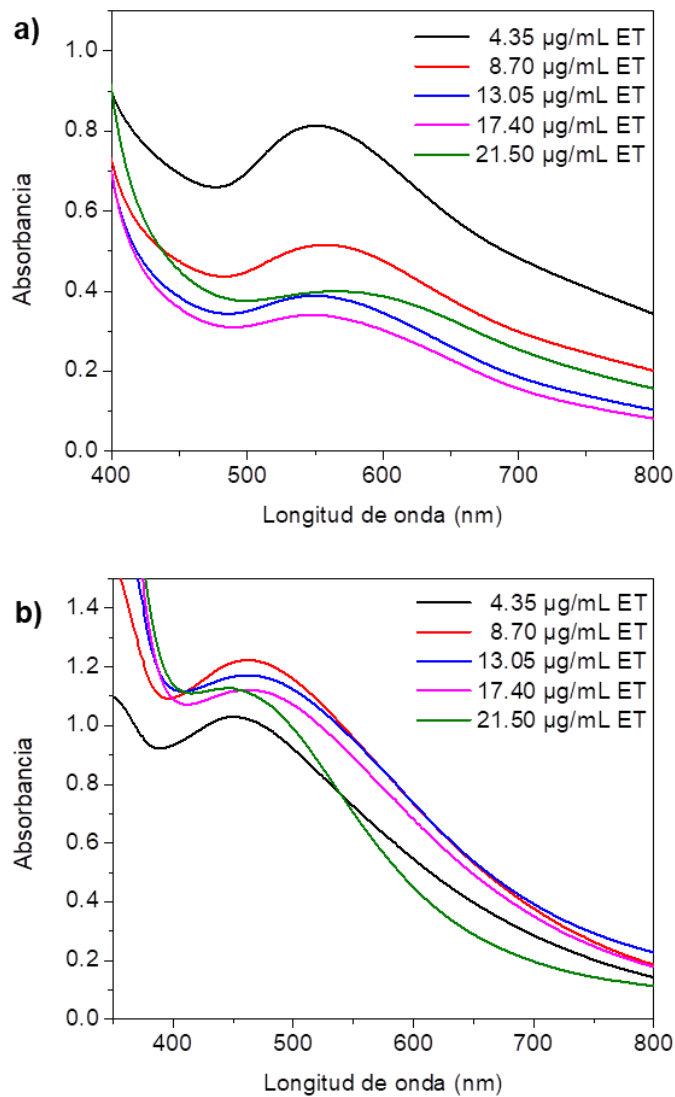 a)
1.0
0.8
0.6
0.4
0.2
0.0
Absorbancia
4.35 µg/mL ET
8.70 µg/mL ET
13.05 µg/mL ET
17.40 µg/mL ET
21.50 µg/mL ET
400 500 600 700 800
Longitud de onda (nm)
b)
1.4
1.2
1.0
0.8
0.6
0.4
0.2
0.0
Absorbancia
4.35 µg/mL ET
8.70 µg/mL ET
13.05 µg/mL ET
17.40 µg/mL ET
21.50 µg/mL ET
400 500 600 700 800
Longitud de onda (nm)